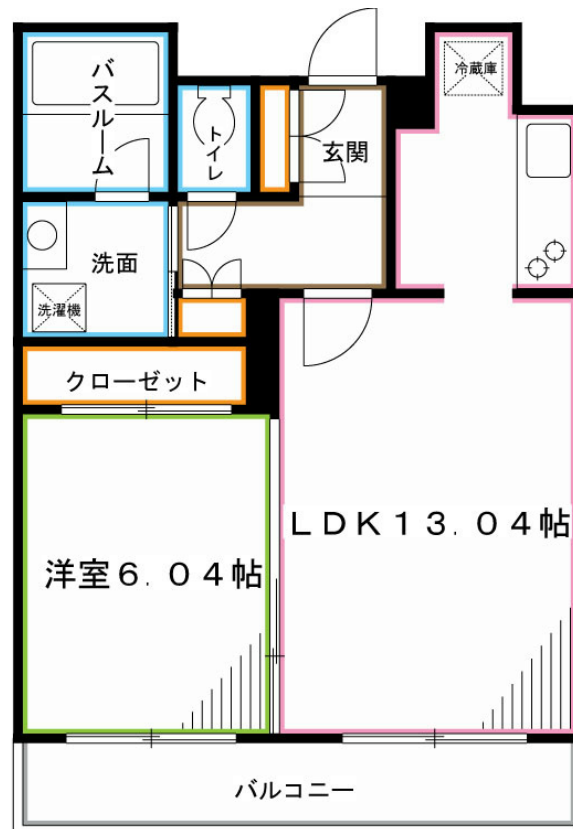 冷蔵庫
バスルーム
トイレ
玄関
洗面
洗濯機
クローゼット
LDK13.04帖
洋室6.04帖
バルコニー